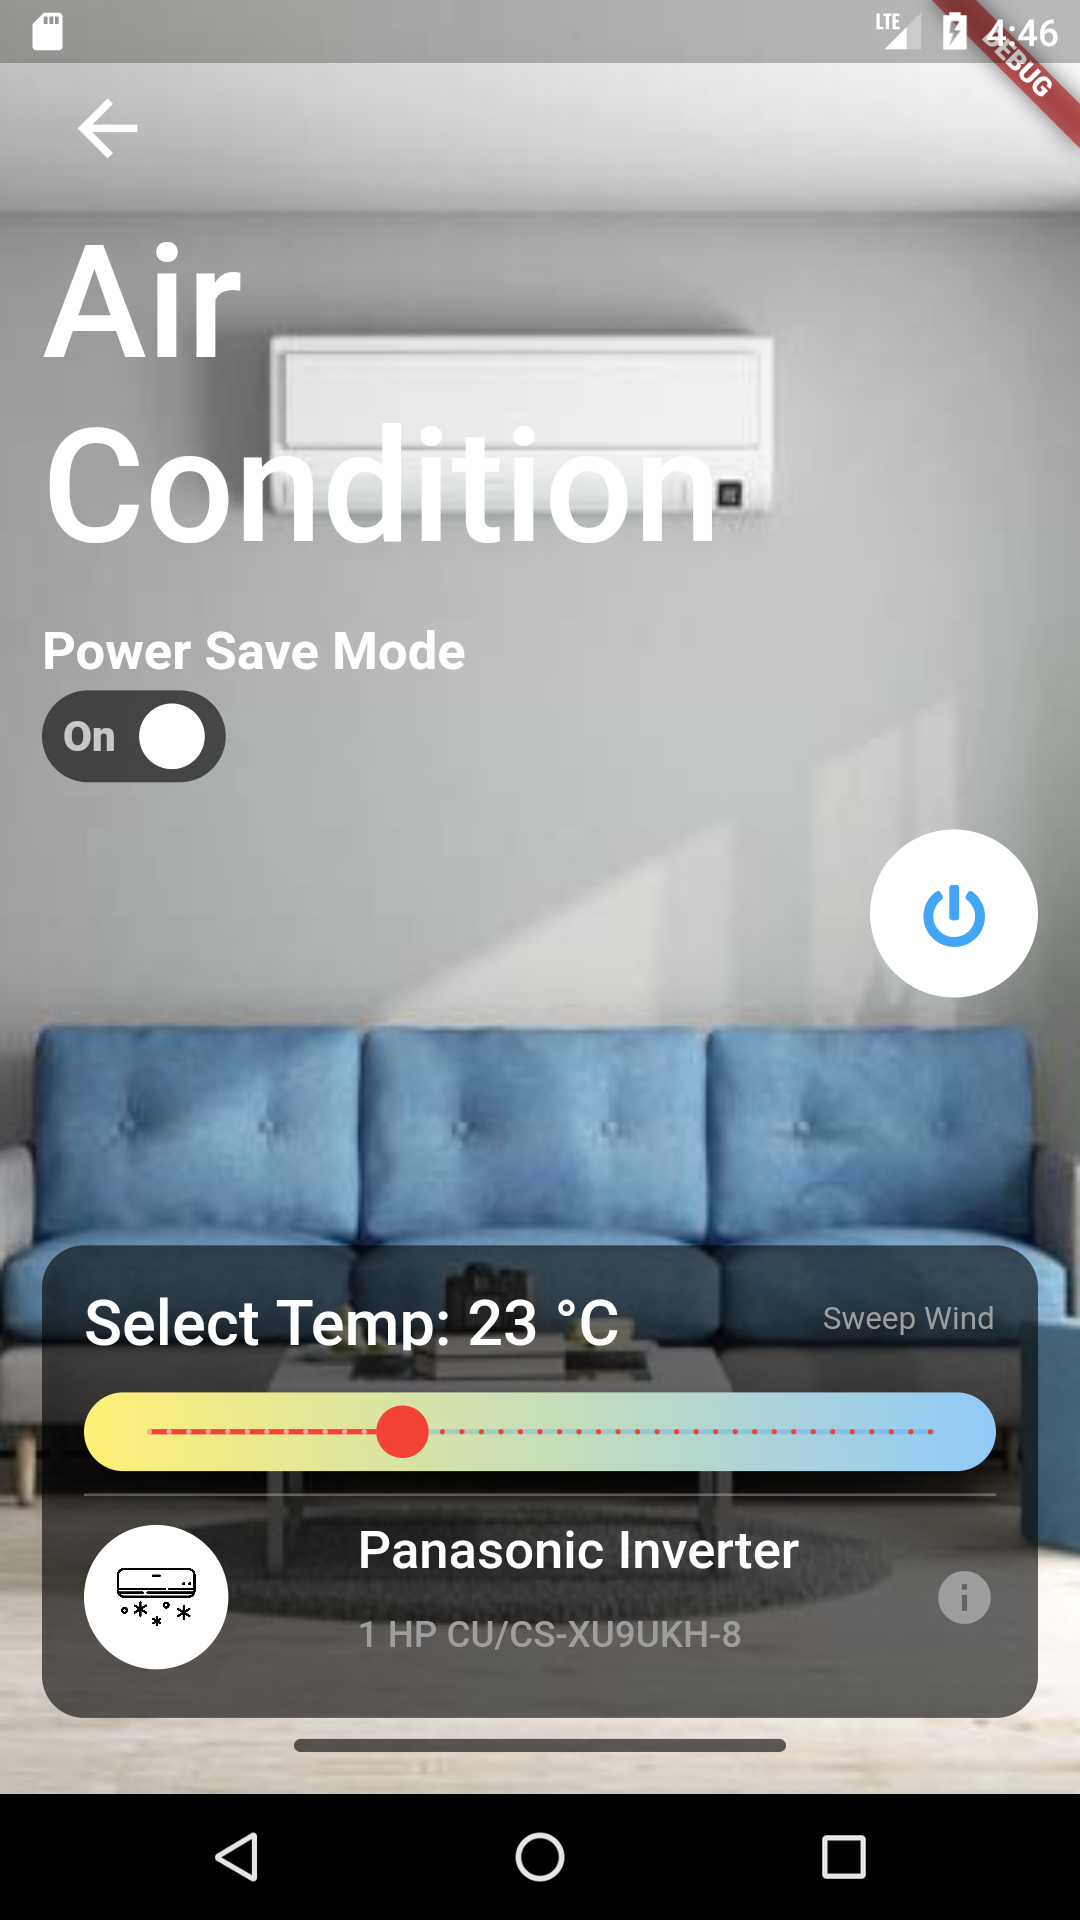 LTE
4:46
DEBUG
Air
Condition
Power Save Mode
On
Select Temp: 23 °C
Sweep Wind
Panasonic Inverter
1 HP CU/CS-XU9UKH-8